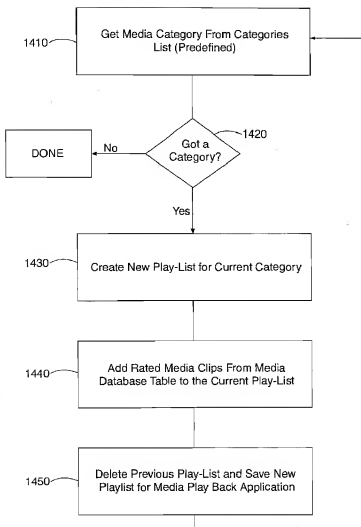 1410
Get Media Category From Categories
List (Predefined)
1420
Got a
Category?
No
DONE
Yes
1430
Create New Play-List for Current Category
1440
Add Rated Media Clips From Media
Database Table to the Current Play-List
1450
Delete Previous Play-List and Save New
Playlist for Media Play Back Application